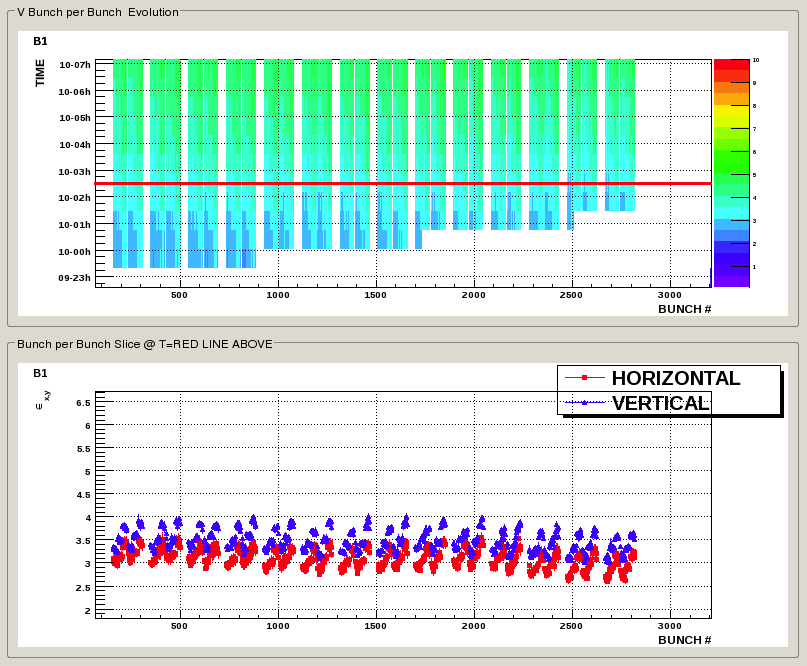 V Bunch per Bunch Evolution
B1
TIME
10-07h
10-06h
10-05h
10-04h
10-03h
10-02h
10-01h
10-00h
09-23h
500
1000
1500
2000
2500
3000
BUNCH #
10
9
8
7
6
5
4
3
2
1
Bunch per Bunch Slice @ T=RED LINE ABOVE
B1
HORIZONTAL
VERTICAL
∈ x,y
6.5
6
5.5
5
4.5
4
3.5
3
2.5
2
500
1000
1500
2000
2500
3000
BUNCH #